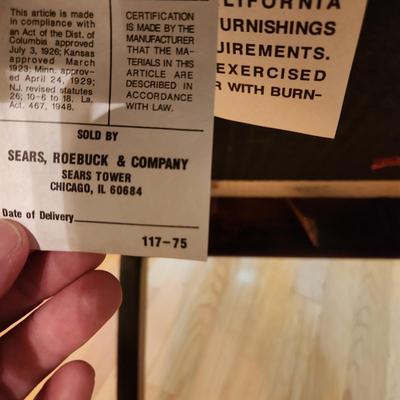 This article is made
in compliance with
an Act of the Dist. of
Columbia approved
July 3, 1926; Kansas
approved March
1923; Minn. approv-
ed April 24, 1929;
N.J. revised statutes
26; 10-6 to 18. La.
Act. 467, 1948.
CERTIFICATION
IS MADE BY THE
MANUFACTURER
THAT THE MA-
TERIALS IN THIS
ARTICLE ARE
DESCRIBED IN
ACCORDANCE
WITH LAW.
SOLD BY
SEARS, ROEBUCK & COMPANY
SEARS TOWER
CHICAGO, IL 60684
Date of Delivery
117-75
ALIFORNIA
URNISHINGS
UIREMENTS.
EXERCISED
R WITH BURN-